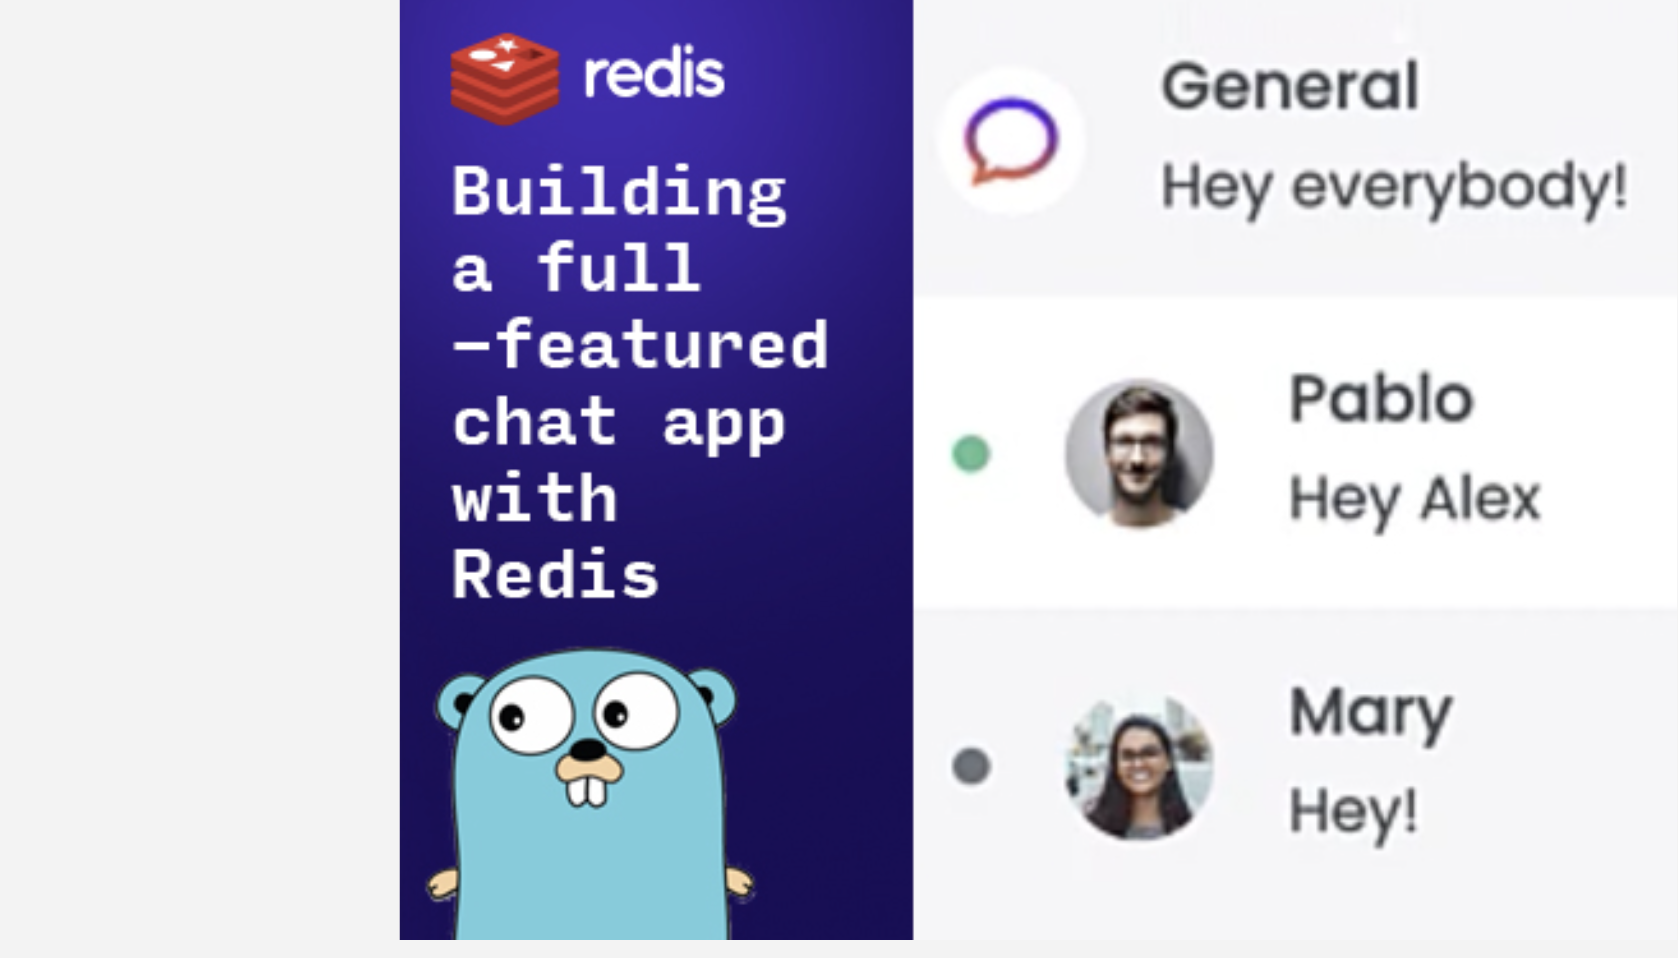 redis
Building
a full
-featured
chat app
with
Redis
General
Hey everybody!
Pablo
Hey Alex
Mary
Hey!